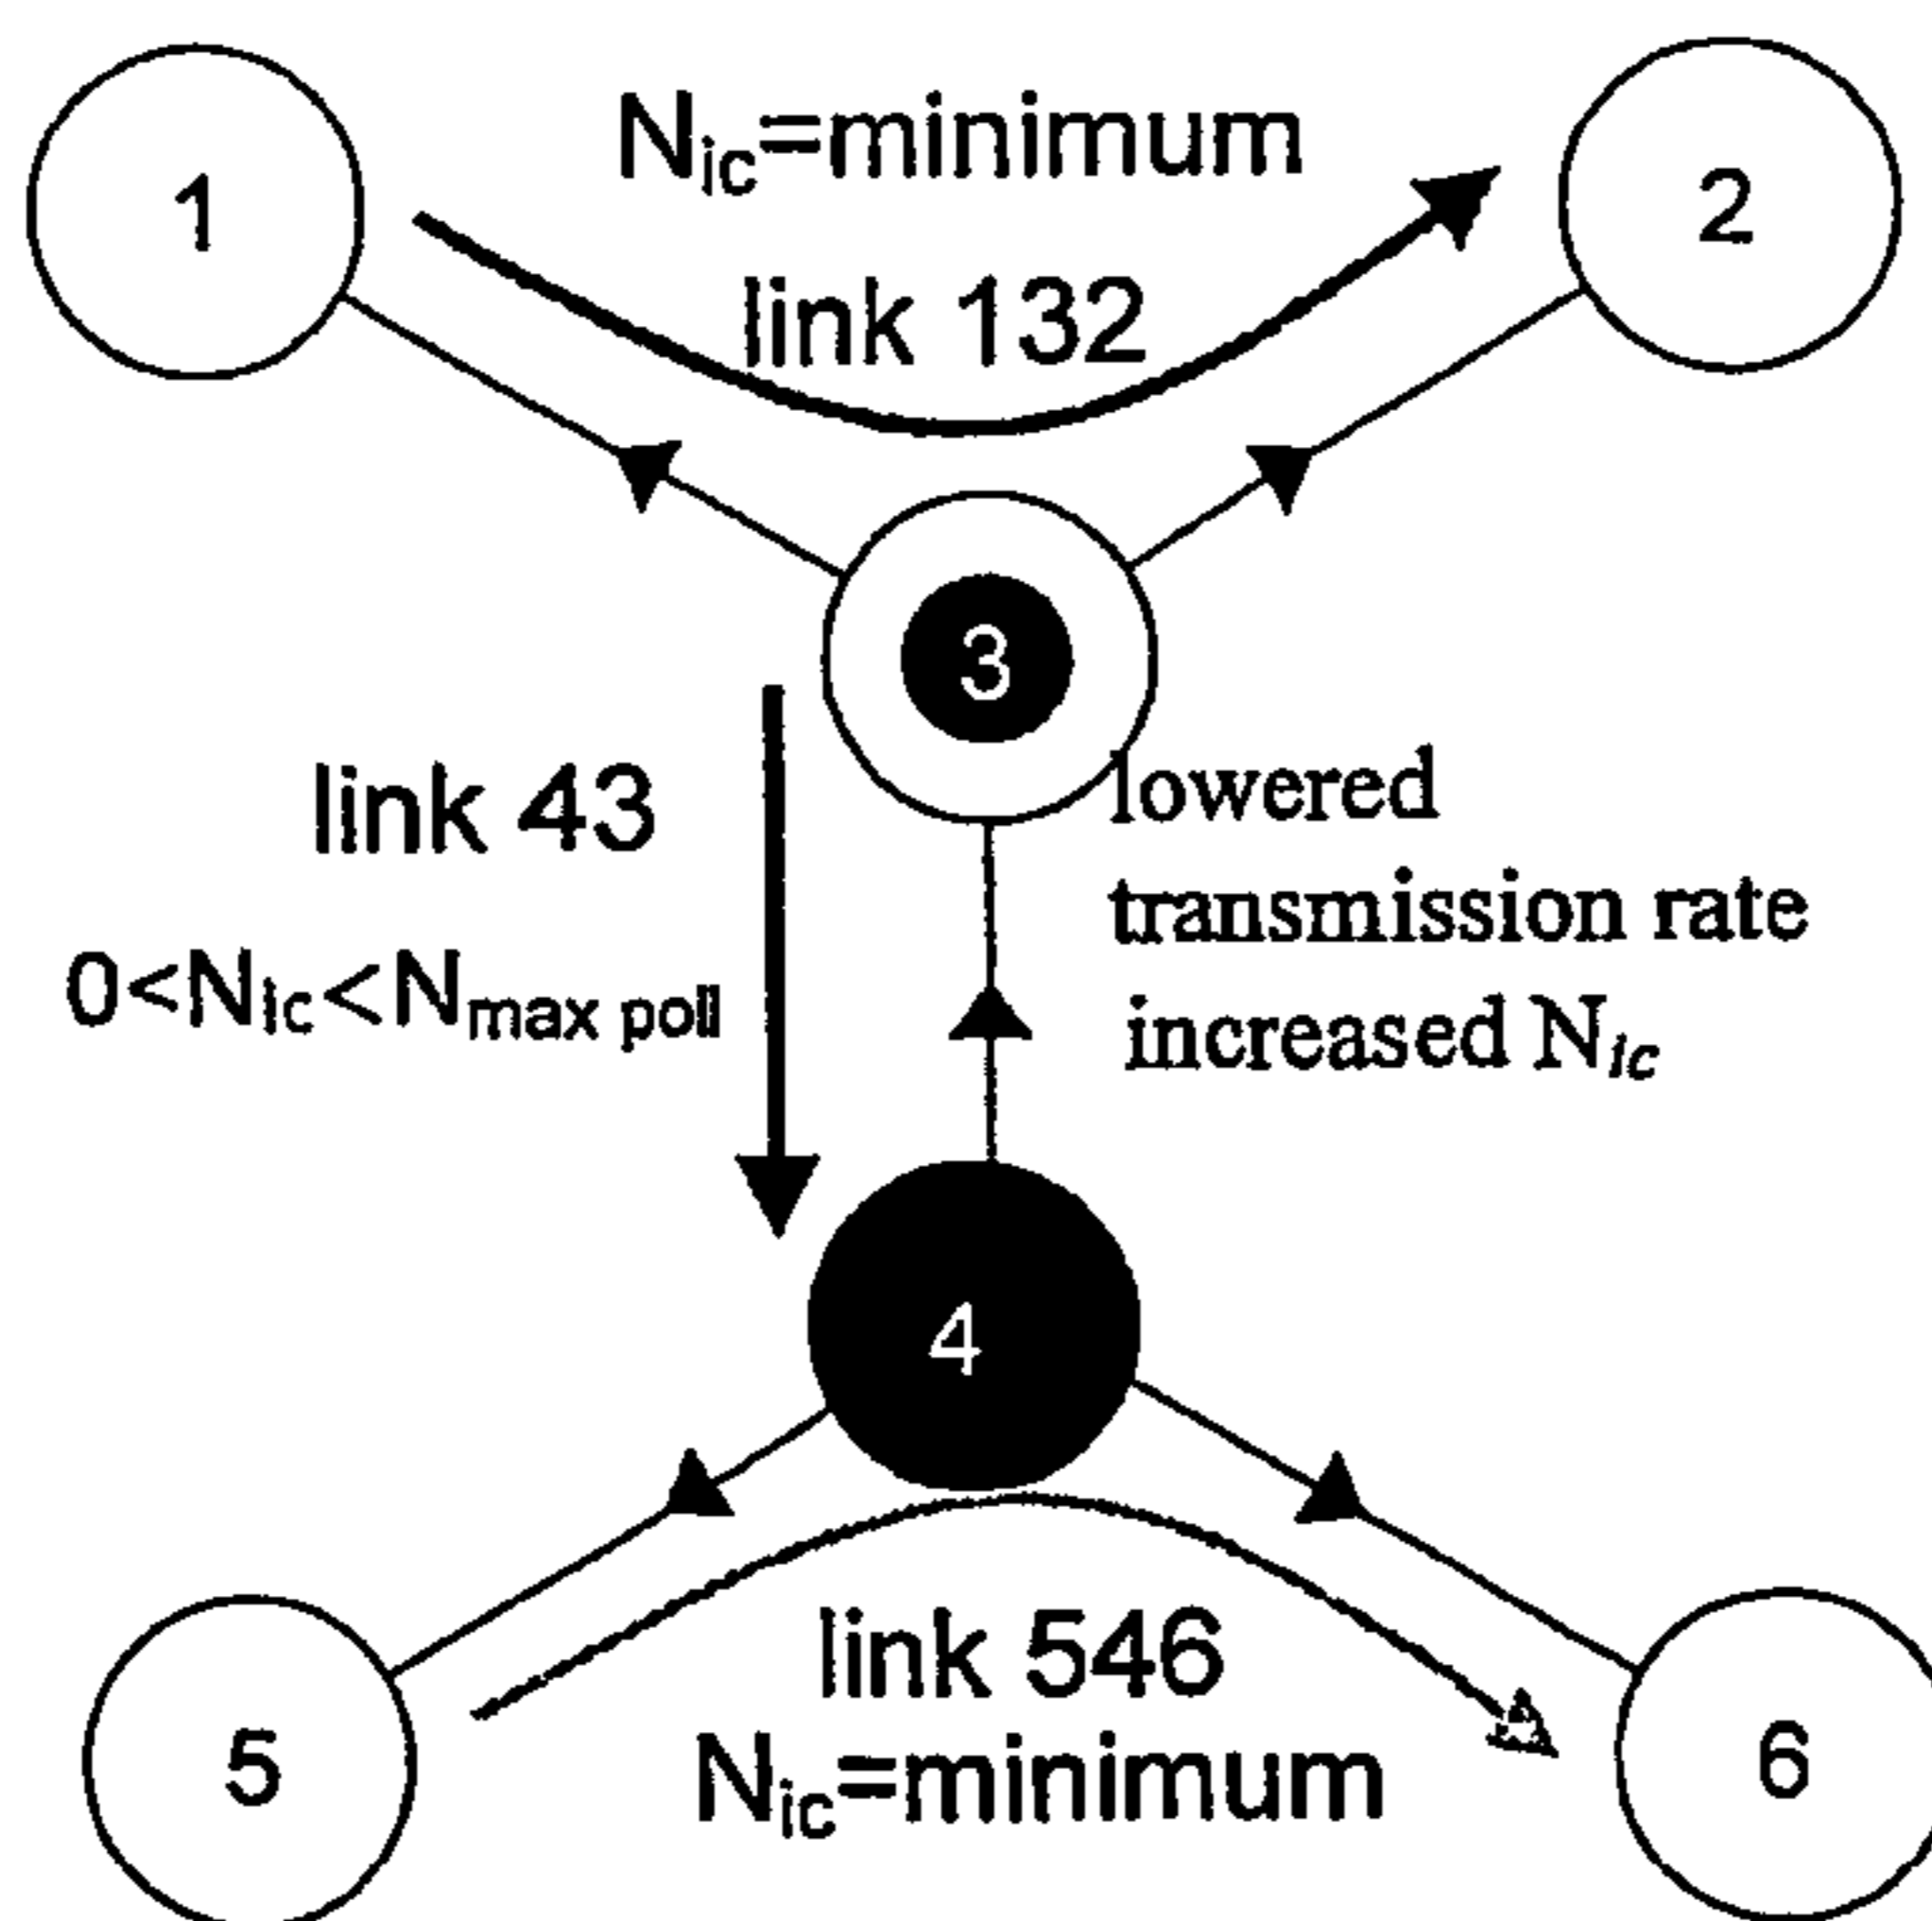 1
N_ic=minimum
2
link 132
3
link 43
0<N_ic<N_max poll
lowered
transmission rate
increased N_ic
4
link 546
N_ic=minimum
5
6